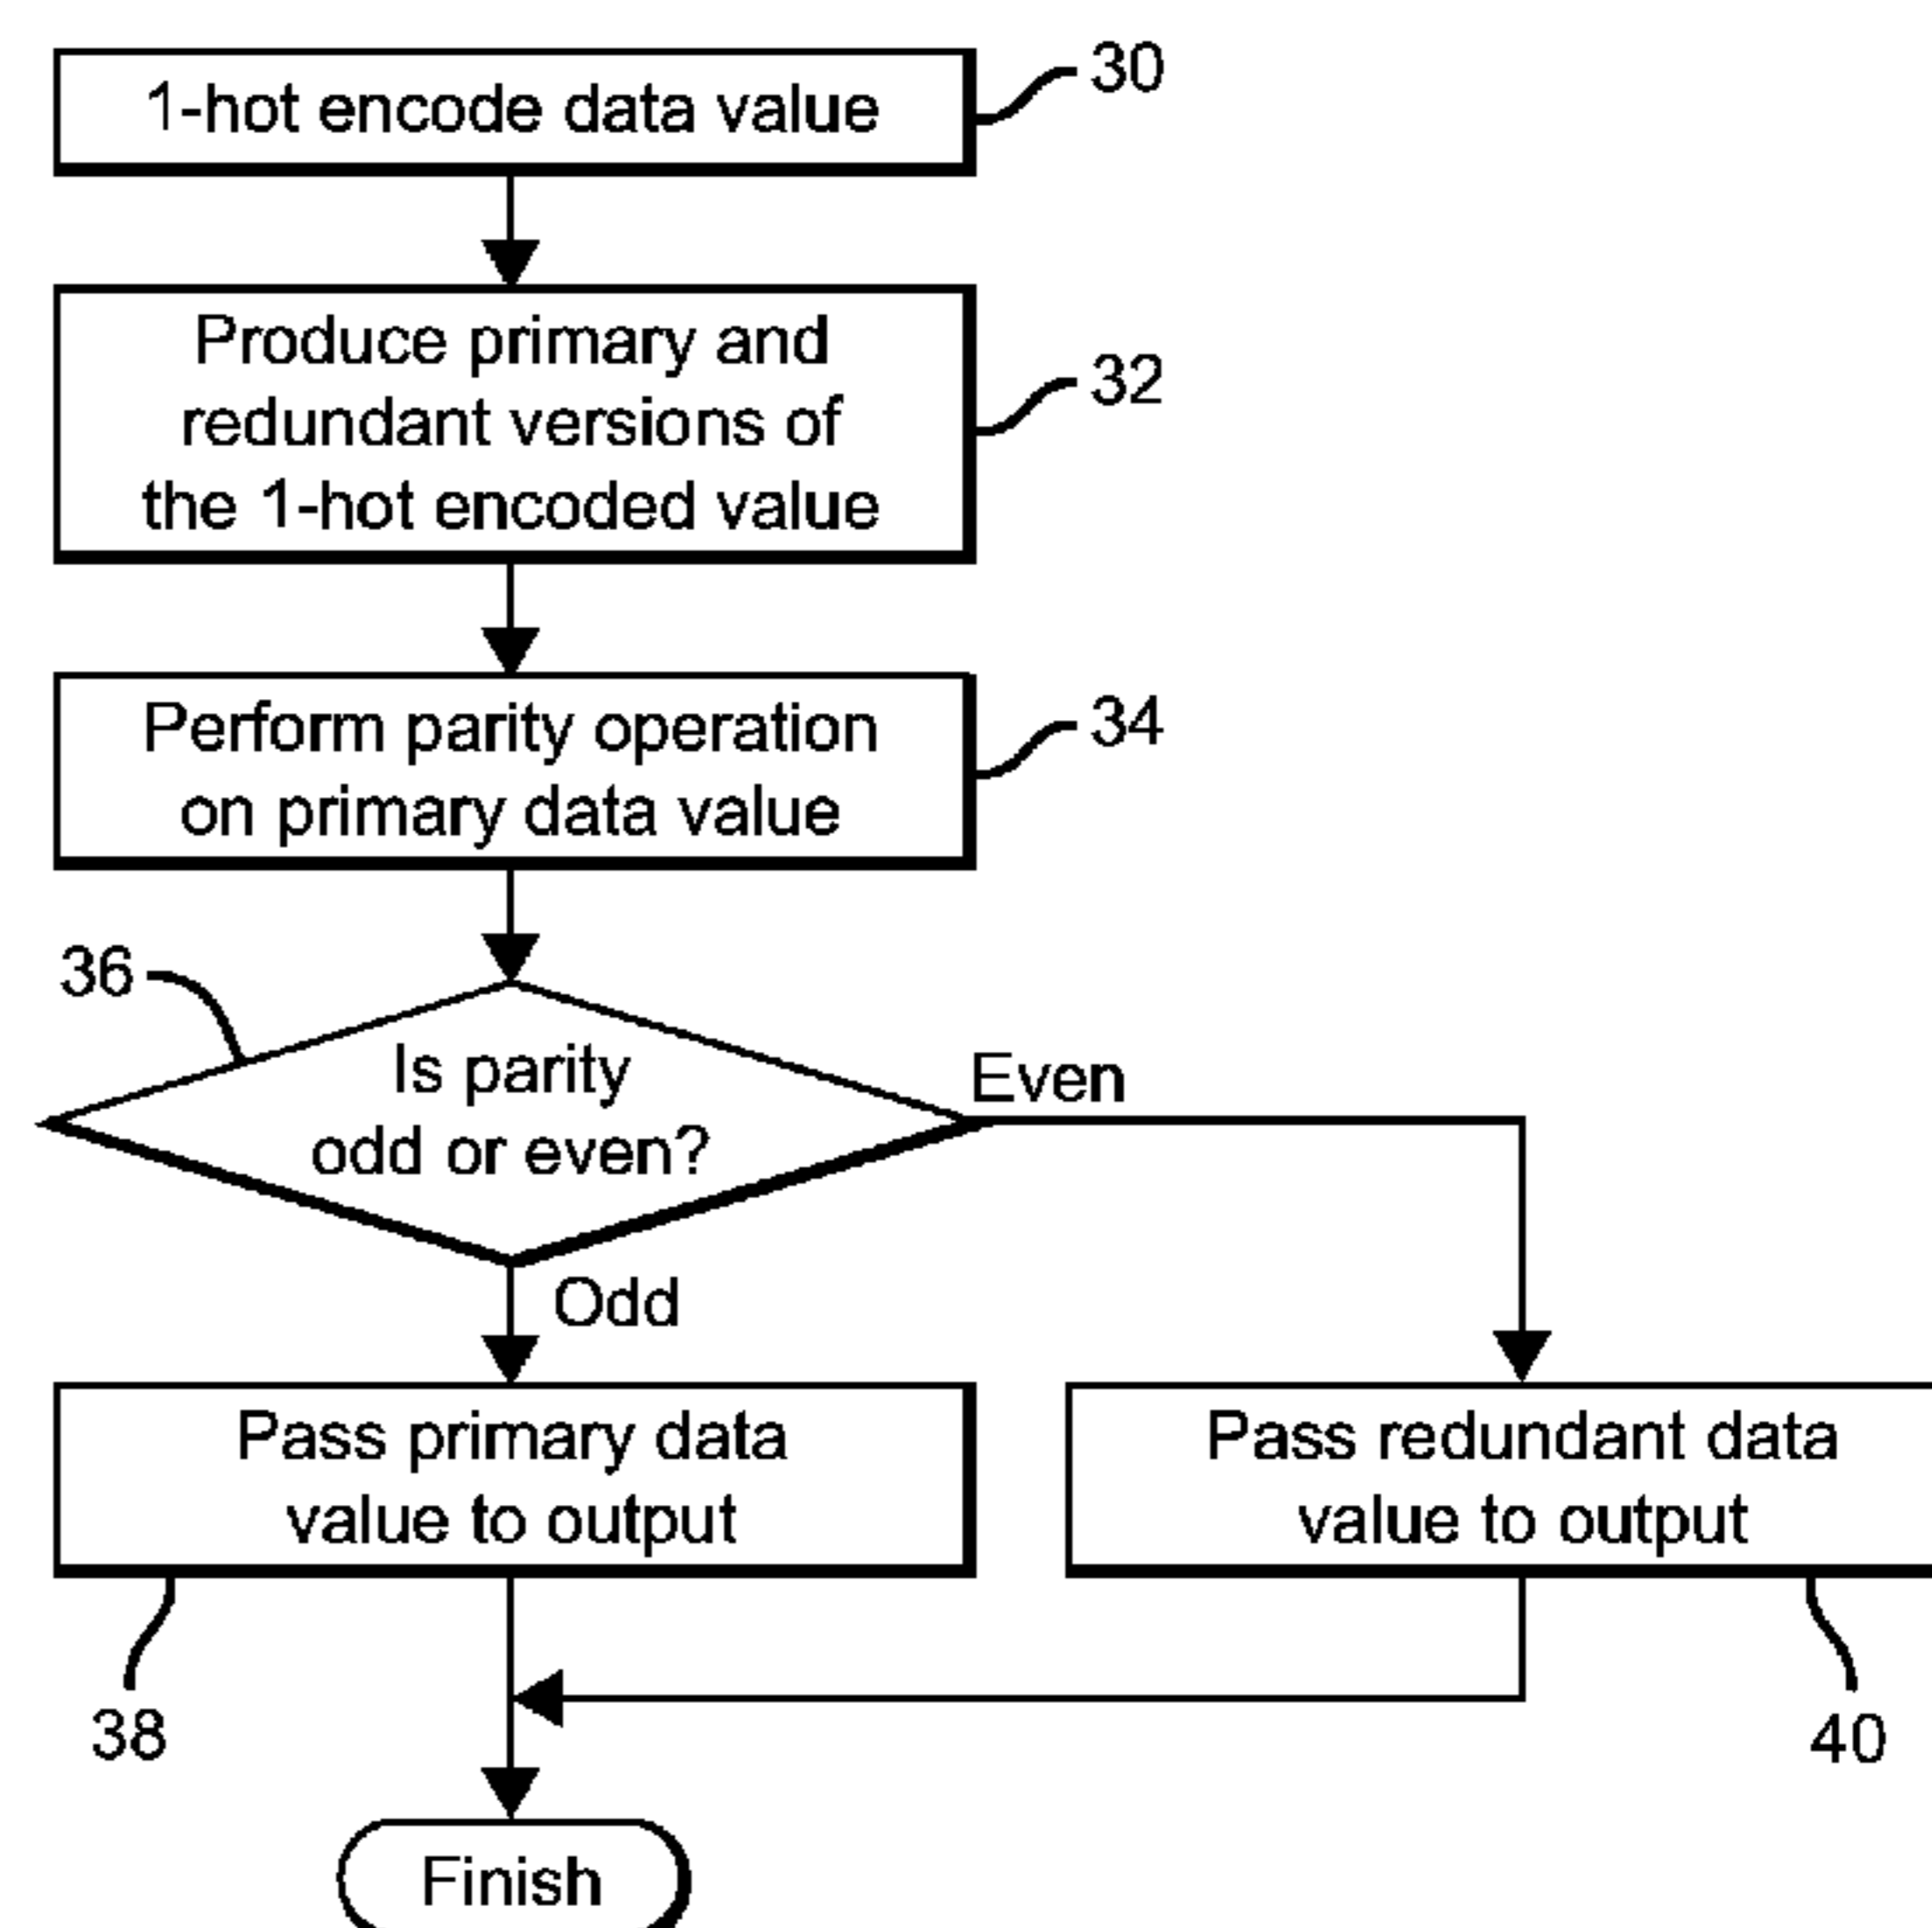 1-hot encode data value
30
Produce primary and
redundant versions of
the 1-hot encoded value
32
Perform parity operation
on primary data value
34
36
Is parity
odd or even?
Even
Odd
Pass primary data
value to output
Pass redundant data
value to output
38
40
Finish